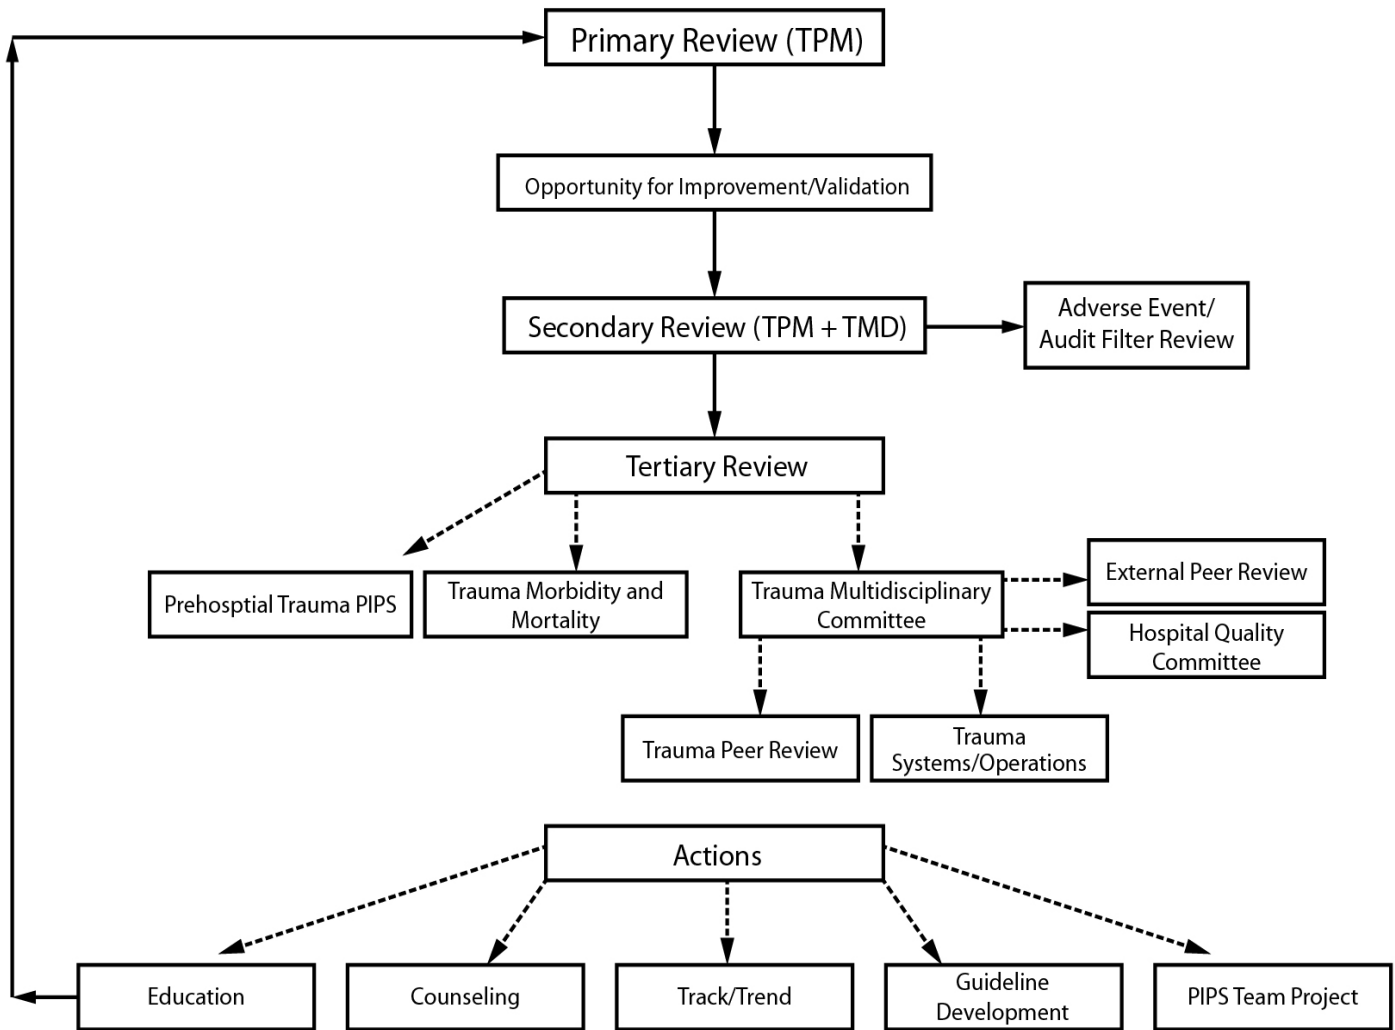 Primary Review (TPM)
Opportunity for Improvement/Validation
Secondary Review (TPM + TMD)
Adverse Event/
Audit Filter Review
Tertiary Review
Prehosptial Trauma PIPS
Trauma Morbidity and
Mortality
Trauma Multidisciplinary
Committee
External Peer Review
Hospital Quality
Committee
Trauma Peer Review
Trauma
Systems/Operations
Actions
Education
Counseling
Track/Trend
Guideline
Development
PIPS Team Project